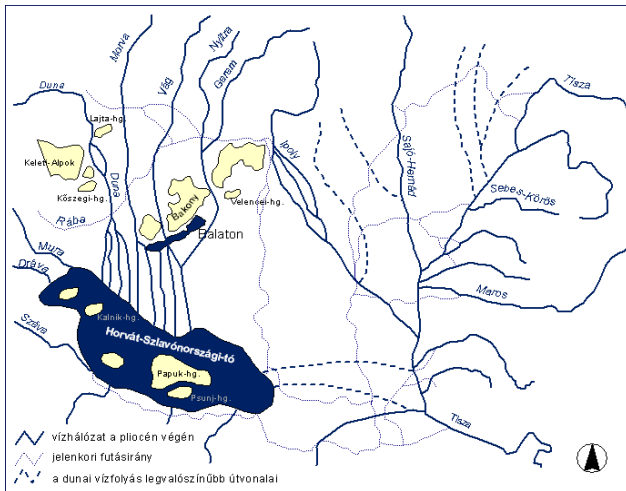 Morva
Vág
Nyitra
Garam
Duna
Lajta-hg.
Keleti-Alpok
Kőszegi-hg.
Duna
Rába
Bakony
Velencei-hg.
Balaton
Ipoly
Sajó-Hernád
Tisza
Sebes-Körös
Maros
Mura
Dráva
Száva
Kalnik-hg.
Horvát-Szlavónországi-tó
Papuk-hg.
Psunj-hg.
Tisza
vízhálózat a pliocén végén
jelenkori futásirány
a dunai vízfolyás legvalószínűbb útvonalai